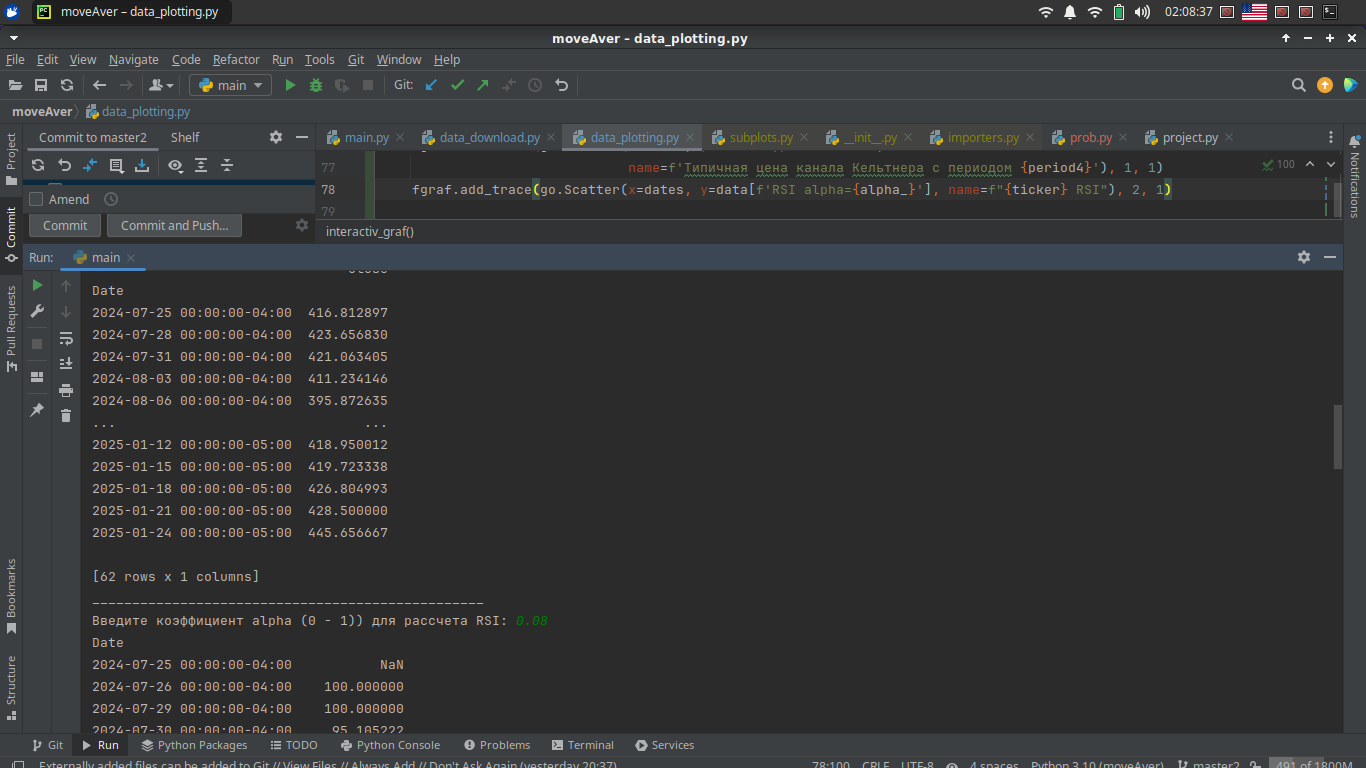 moveAver – data_plotting.py
02:08:37
moveAver – data_plotting.py
File Edit View Navigate Code Refactor Run Tools Git Window Help
main
Git:
moveAver
data_plotting.py
Project
Commit
Pull Requests
Bookmarks
Structure
Notifications
Commit to master2 Shelf
main.py data_download.py data_plotting.py subplots.py __init__.py importers.py prob.py project.py
Amend
Commit Commit and Push...
77 name=f'Типичная цена канала Кельтнера с периодом {period4}'), 1, 1)
100
78 fgraf.add_trace(go.Scatter(x=dates, y=data[f'RSI alpha={alpha_}'], name=f"{ticker} RSI"), 2, 1)
79
interactiv_graf()
Run: main
Date
2024-07-25 00:00:00-04:00  416.812897
2024-07-28 00:00:00-04:00  423.656830
2024-07-31 00:00:00-04:00  421.063405
2024-08-03 00:00:00-04:00  411.234146
2024-08-06 00:00:00-04:00  395.872635
... ...
2025-01-12 00:00:00-05:00  418.950012
2025-01-15 00:00:00-05:00  419.723338
2025-01-18 00:00:00-05:00  426.804993
2025-01-21 00:00:00-05:00  428.500000
2025-01-24 00:00:00-05:00  445.656667
[62 rows x 1 columns]
_________________________________________________
Введите коэффициент alpha (0 - 1)) для рассчета RSI: 0.08
Date
2024-07-25 00:00:00-04:00  NaN
2024-07-26 00:00:00-04:00  100.000000
2024-07-29 00:00:00-04:00  100.000000
2024-07-30 00:00:00-04:00  95.105222
Git Run Python Packages TODO Python Console Problems Terminal Services
Externally added files can be added to Git // View Files // Always Add // Don't Ask Again (yesterday 20:37)
78:100 CRLF UTF-8 4 spaces Python 3.10 (moveAver) master2 491 of 1800M